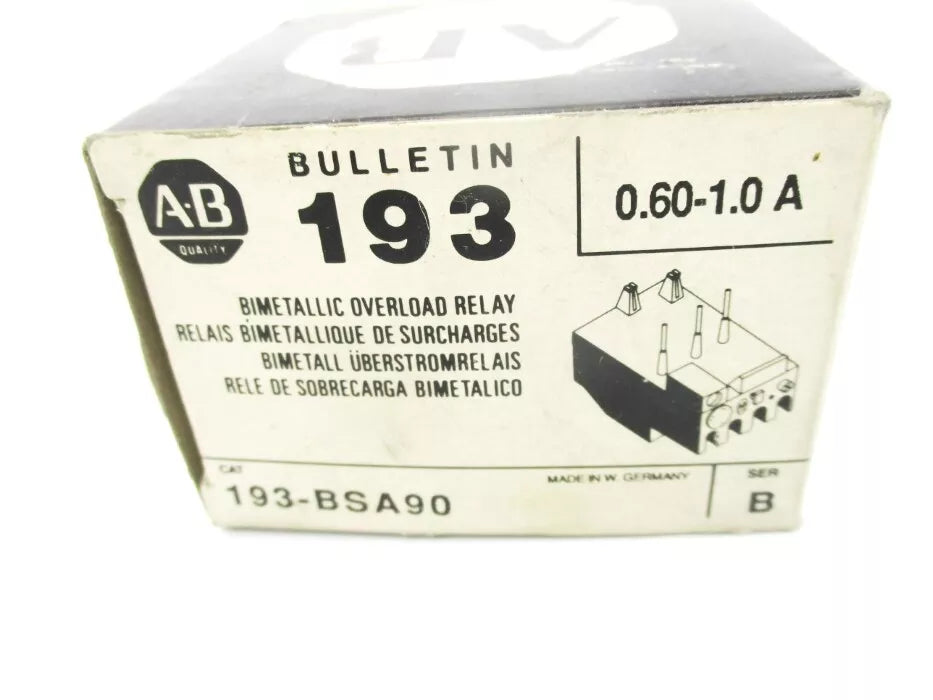 AB
A-B
QUALITY
BULLETIN
193
0.60-1.0 A
BIMETALLIC OVERLOAD RELAY
RELAIS BIMETALLIQUE DE SURCHARGES
BIMETALL ÜBERSTROMRELAIS
RELE DE SOBRECARGA BIMETALICO
CAT
193-BSA90
MADE IN W. GERMANY
SER
B